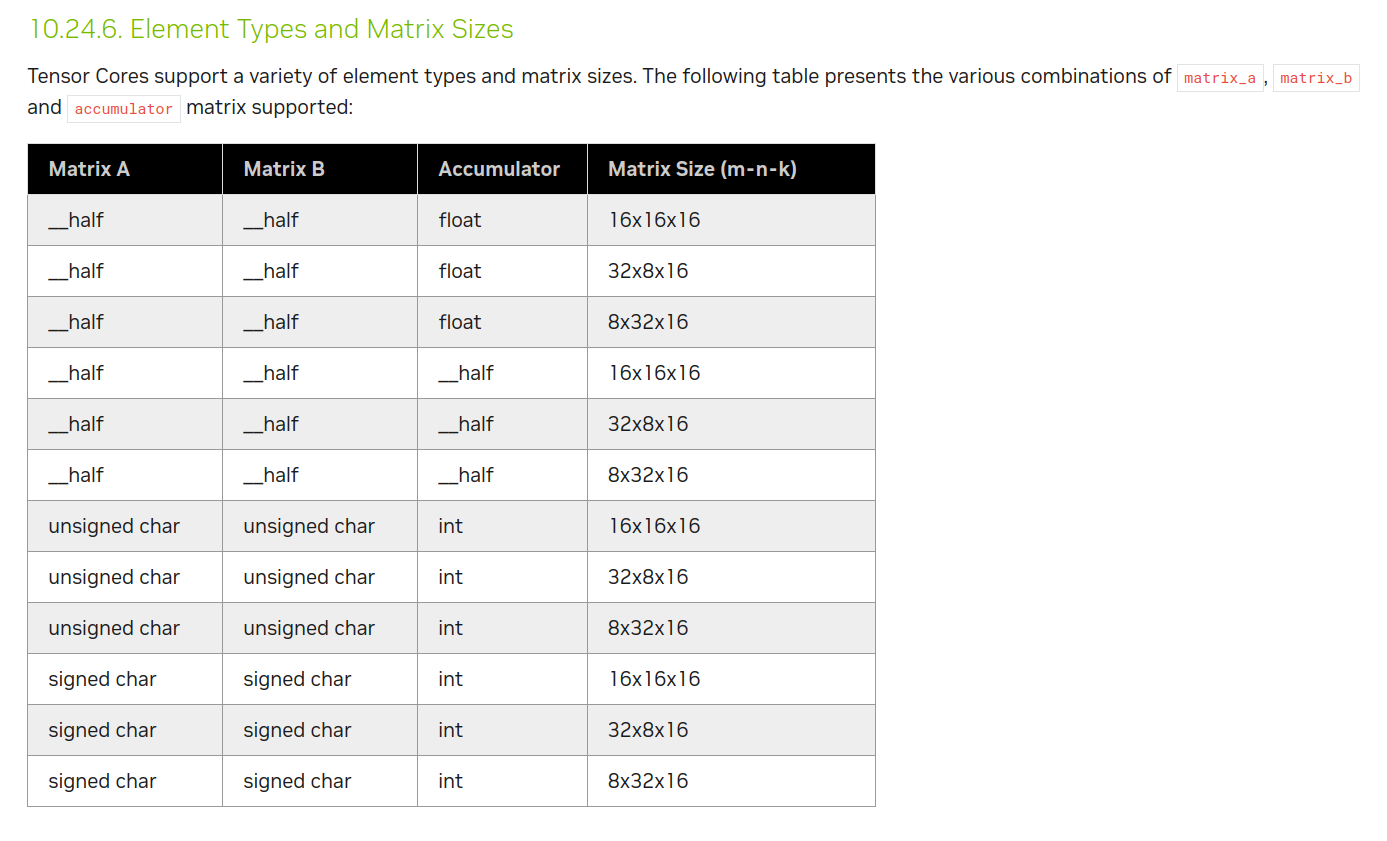 10.24.6. Element Types and Matrix Sizes
Tensor Cores support a variety of element types and matrix sizes. The following table presents the various combinations of matrix_a, matrix_b
and accumulator matrix supported:
Matrix A Matrix B Accumulator Matrix Size (m-n-k)
__half __half float 16x16x16
__half __half float 32x8x16
__half __half float 8x32x16
__half __half __half 16x16x16
__half __half __half 32x8x16
__half __half __half 8x32x16
unsigned char unsigned char int 16x16x16
unsigned char unsigned char int 32x8x16
unsigned char unsigned char int 8x32x16
signed char signed char int 16x16x16
signed char signed char int 32x8x16
signed char signed char int 8x32x16